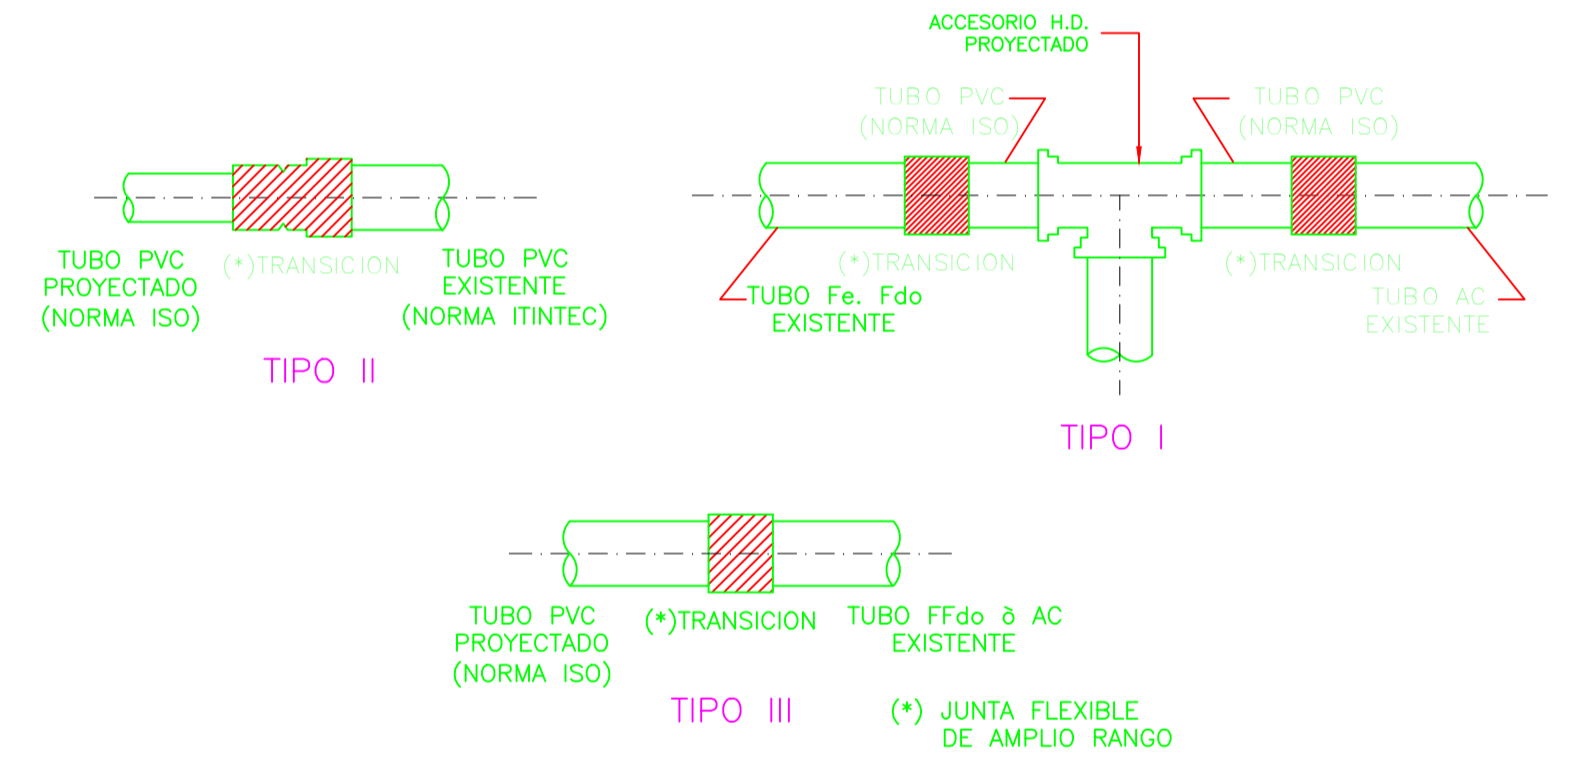 ACCESORIO H.D.
PROYECTADO
TUBO PVC
(NORMA ISO)
TUBO PVC
(NORMA ISO)
TUBO PVC
PROYECTADO
(NORMA ISO)
(*)TRANSICION
TUBO PVC
EXISTENTE
(NORMA ITINTEC)
TIPO II
(*)TRANSICION
(*)TRANSICION
TUBO Fe. Fdo
EXISTENTE
TUBO AC
EXISTENTE
TIPO I
TUBO PVC
PROYECTADO
(NORMA ISO)
(*)TRANSICION
TUBO FFdo ò AC
EXISTENTE
TIPO III
(*) JUNTA FLEXIBLE
DE AMPLIO RANGO